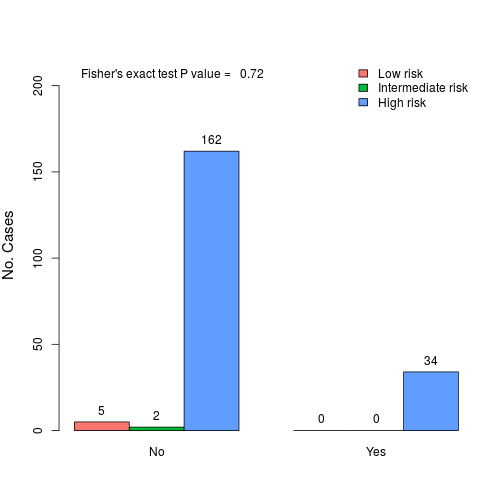 Fisher's exact test P value =   0.72
Low risk
Intermediate risk
High risk
No. Cases
200
150
100
50
0
5
2
162
0
0
34
No
Yes